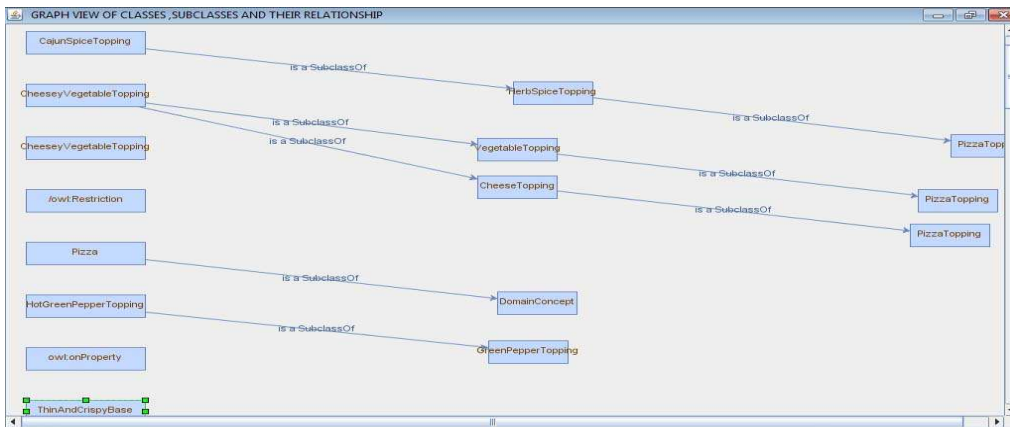 GRAPH VIEW OF CLASSES ,SUBCLASSES AND THEIR RELATIONSHIP
CajunSpiceTopping
is a SubclassOf
HerbSpiceTopping
CheeseyVegetableTopping
is a SubclassOf
is a SubclassOf
is a SubclassOf
CheeseyVegetableTopping
VegetableTopping
PizzaTopp
is a SubclassOf
CheeseTopping
/owl:Restriction
PizzaTopping
is a SubclassOf
PizzaTopping
Pizza
is a SubclassOf
DomainConcept
HotGreenPepperTopping
is a SubclassOf
GreenPepperTopping
owl:onProperty
ThinAndCrispyBase